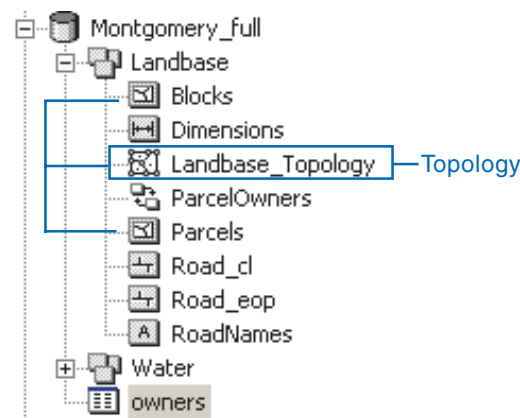 Montgomery_full
Landbase
Blocks
Dimensions
Landbase_Topology Topology
ParcelOwners
Parcels
Road_cl
Road_eop
A RoadNames
Water
owners